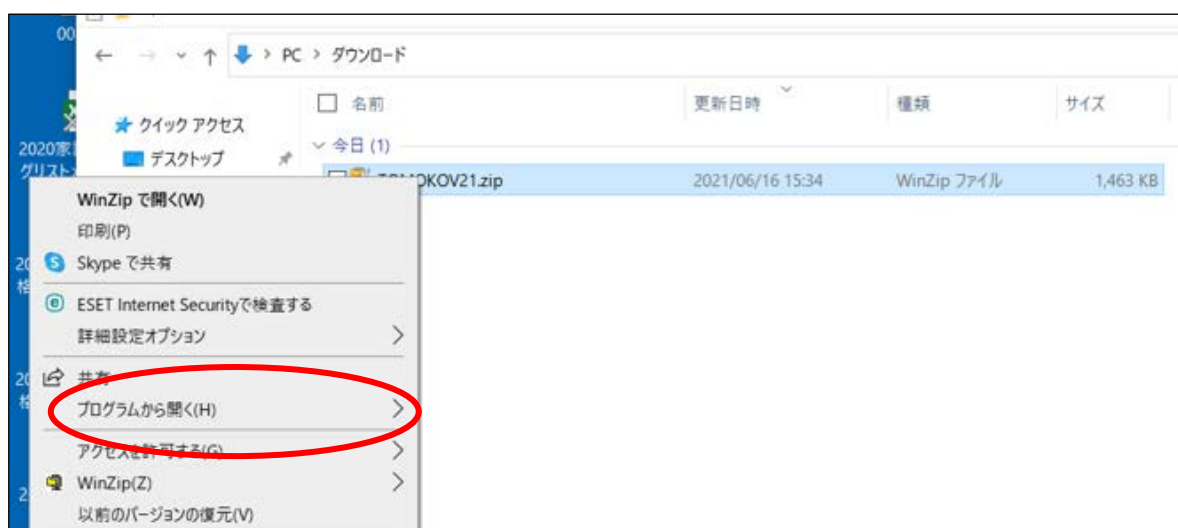 00
PC > ダウンロード
名前 更新日時 種類 サイズ
クイック アクセス
今日 (1)
デスクトップ
2020家
グリスト
KOV21.zip 2021/06/16 15:34 WinZip ファイル 1,463 KB
WinZip で開く(W)
印刷(P)
20
Skype で共有
格
ESET Internet Securityで検査する
詳細設定オプション
20
共有
プログラムから開く(H)
アクセスを許可する(G)
WinZip(Z)
2
以前のバージョンの復元(V)